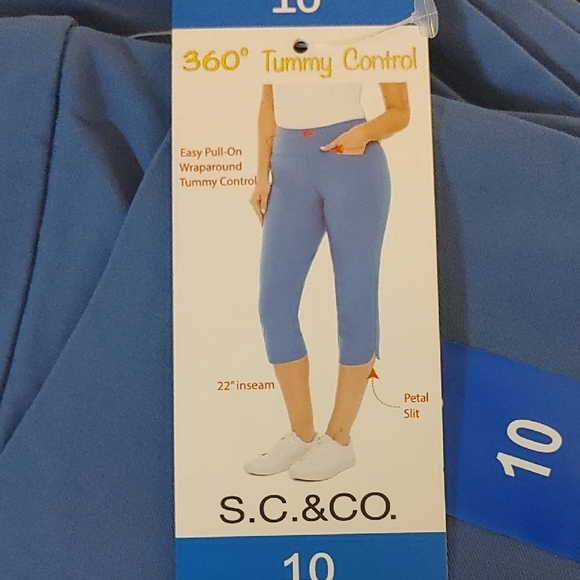 10
360° Tummy Control
Easy Pull-On
Wraparound
Tummy Control
22" inseam
Petal
Slit
S.C.&CO.
10
10